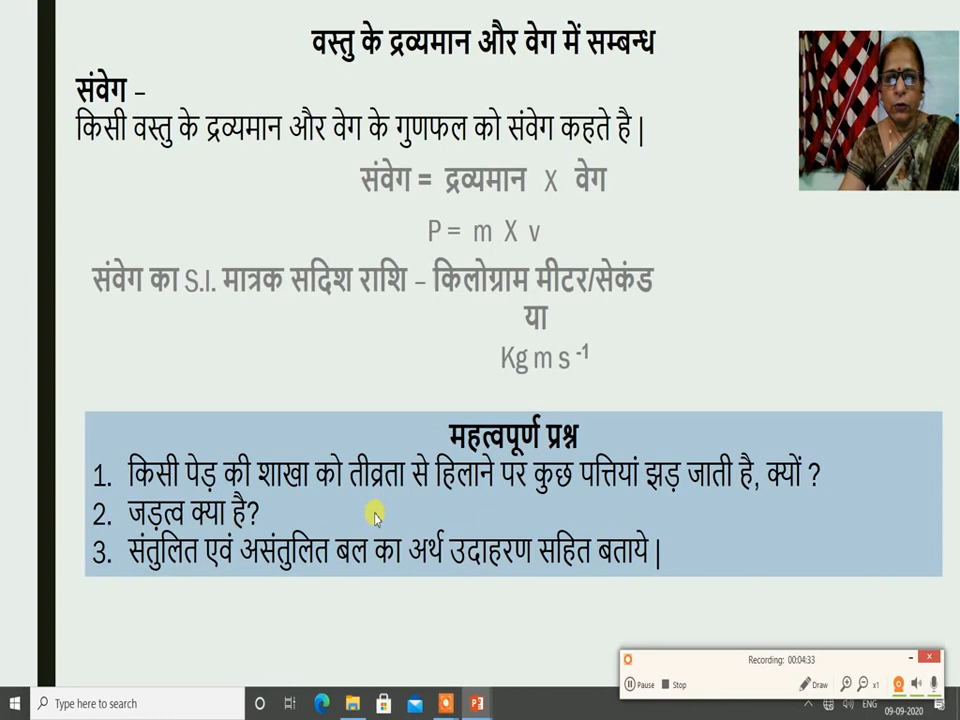 वस्तु के द्रव्यमान और वेग में सम्बन्ध
संवेग –
किसी वस्तु के द्रव्यमान और वेग के गुणफल को संवेग कहते है |
संवेग = द्रव्यमान X वेग
P = m X v
संवेग का S.I. मात्रक सदिश राशि – किलोग्राम मीटर/सेकंड
या
Kg m s ⁻¹
महत्वपूर्ण प्रश्न
1. किसी पेड़ की शाखा को तीव्रता से हिलाने पर कुछ पत्तियां झड़ जाती है, क्यों ?
2. जड़त्व क्या है?
3. संतुलित एवं असंतुलित बल का अर्थ उदाहरण सहित बताये |
Recording: 00:04:33
Pause Stop Draw x1
Type here to search
ENG
09-09-2020